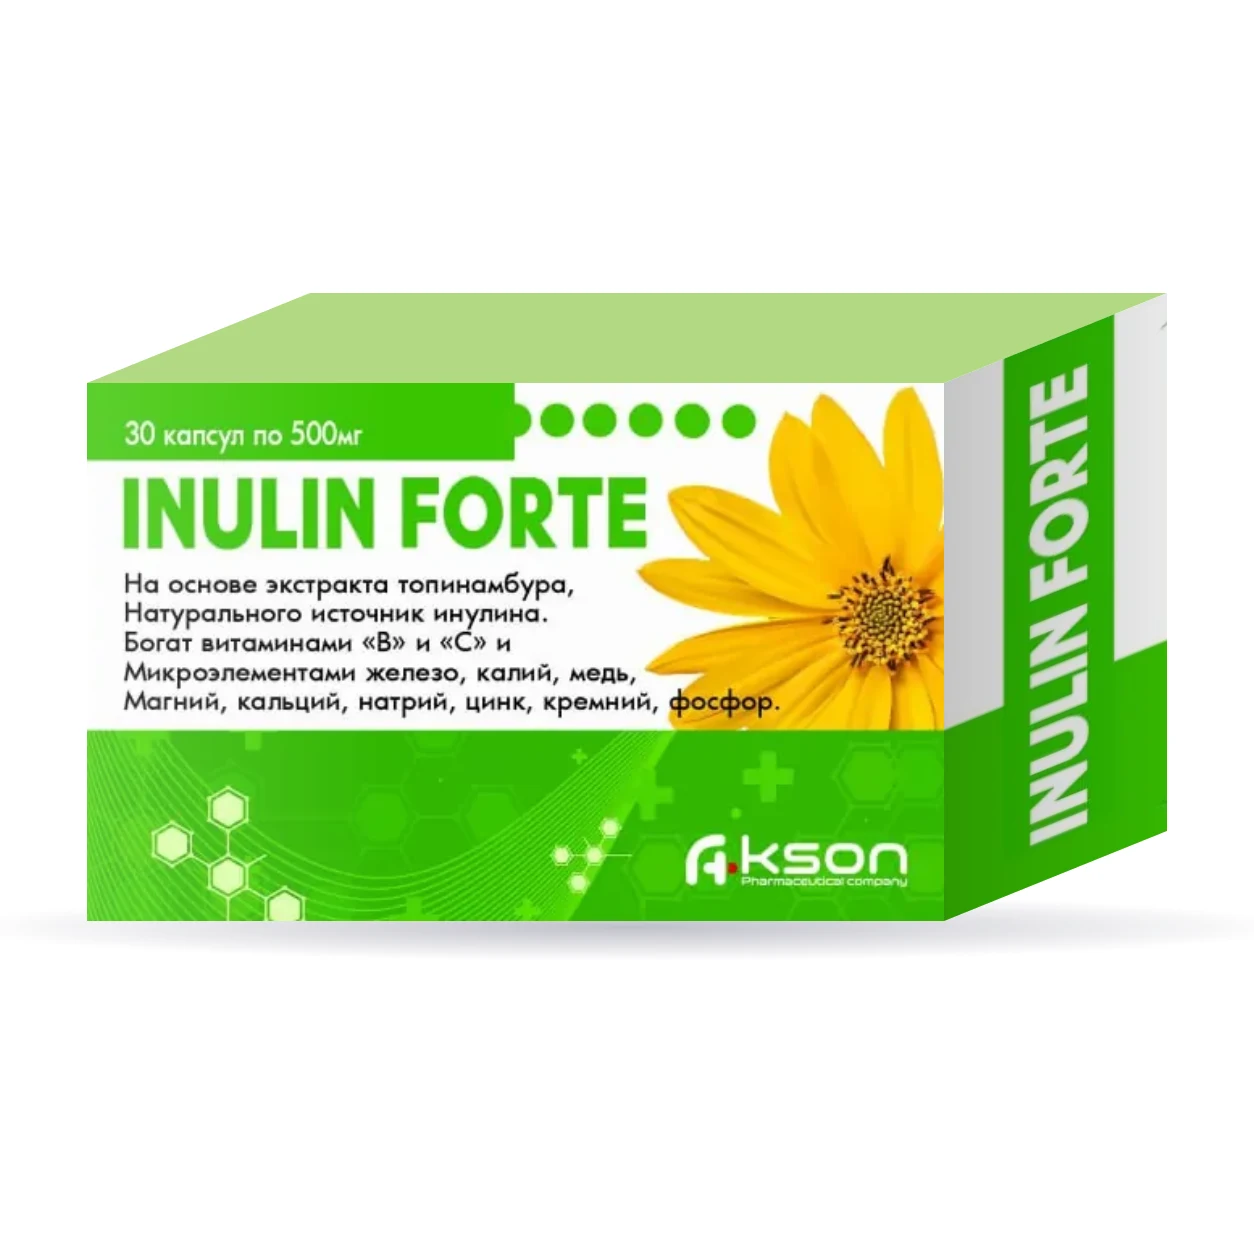 30 капсул по 500мг
INULIN FORTE
На основе экстракта топинамбура,
Натурального источник инулина.
Богат витаминами «В» и «С» и
Микроэлементами железо, калий, медь,
Магний, кальций, натрий, цинк, кремний, фосфор.
Akson
Pharmaceutical company
INULIN FORTE